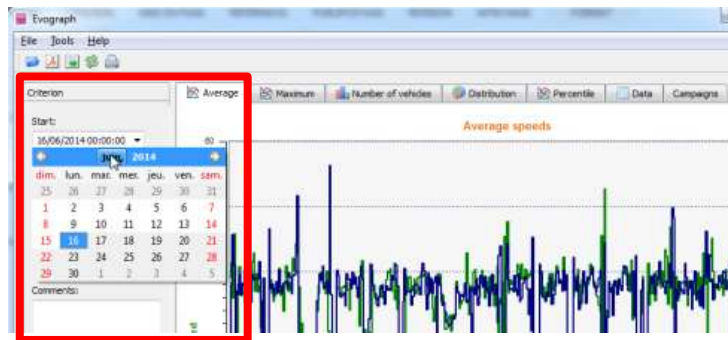 Evograph
File Tools Help
Criterion
Average Maximum Number of vehicles Distribution Percentile Data Campaigns
Start:
16/06/2014 00:00:00
Average speeds
60
juin, 2014
dim. lun. mar. mer. jeu. ven. sam.
25 26 27 28 29 30 31
1 2 3 4 5 6 7
8 9 10 11 12 13 14
15 16 17 18 19 20 21
22 23 24 25 26 27 28
29 30 1 2 3 4 5
Comments: